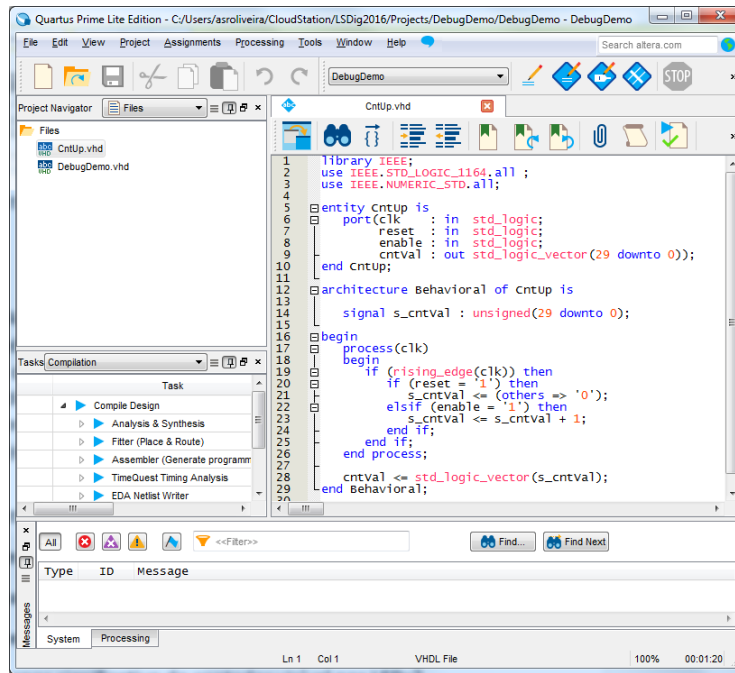 Quartus Prime Lite Edition - C:/Users/asroliveira/CloudStation/LSDig2016/Projects/DebugDemo/DebugDemo - DebugDemo
File Edit View Project Assignments Processing Tools Window Help
Search altera.com
DebugDemo
STOP
Project Navigator Files
Files
CntUp.vhd
DebugDemo.vhd
Tasks Compilation
Task
Compile Design
Analysis & Synthesis
Fitter (Place & Route)
Assembler (Generate programm
TimeQuest Timing Analysis
EDA Netlist Writer
CntUp.vhd
1 library IEEE;
2 use IEEE.STD_LOGIC_1164.all ;
3 use IEEE.NUMERIC_STD.all;
4
5 entity CntUp is
6 port(clk : in std_logic;
7 reset : in std_logic;
8 enable : in std_logic;
9 cntVal : out std_logic_vector(29 downto 0));
10 end CntUp;
11
12 architecture Behavioral of CntUp is
13
14 signal s_cntVal : unsigned(29 downto 0);
15
16 begin
17 process(clk)
18 begin
19 if (rising_edge(clk)) then
20 if (reset = '1') then
21 s_cntVal <= (others => '0');
22 elsif (enable = '1') then
23 s_cntVal <= s_cntVal + 1;
24 end if;
25 end if;
26 end process;
27
28 cntVal <= std_logic_vector(s_cntVal);
29 end Behavioral;
30
All <<Filter>> Find... Find Next
Type ID Message
Messages
System Processing
Ln 1 Col 1 VHDL File 100% 00:01:20